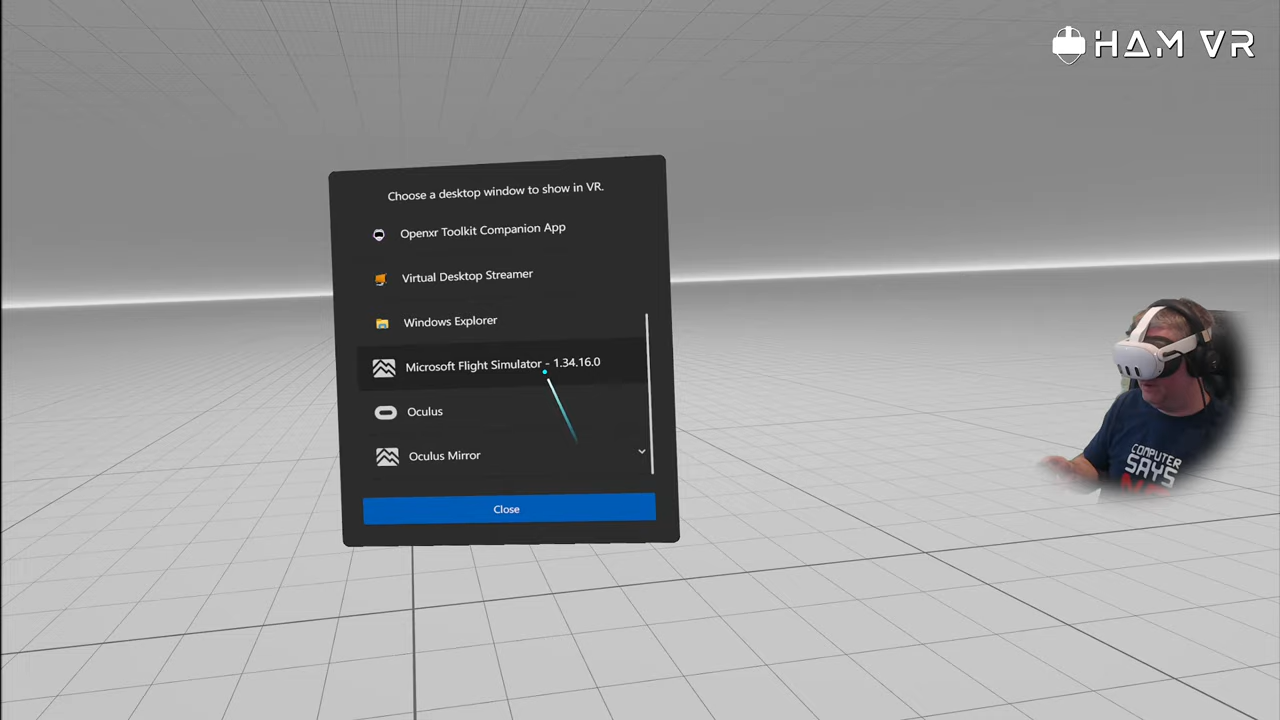 HAM VR
Choose a desktop window to show in VR.
Openxr Toolkit Companion App
Virtual Desktop Streamer
Windows Explorer
Microsoft Flight Simulator - 1.34.16.0
Oculus
Oculus Mirror
Close
COMPUTER
SAYS
NO